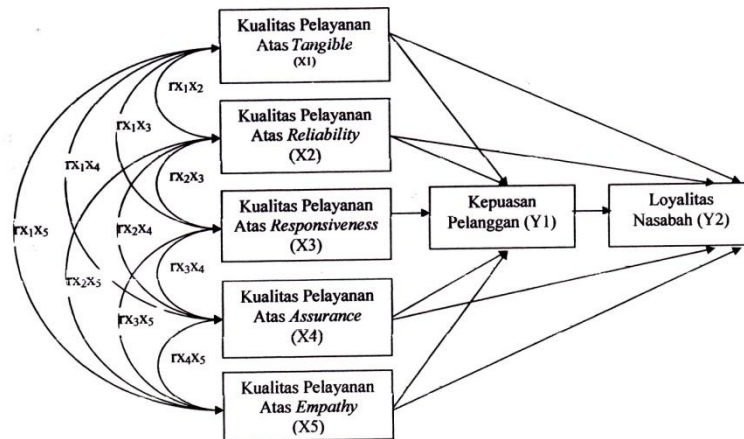 Kualitas Pelayanan
Atas Tangible
(X1)
rx₁x₂
Kualitas Pelayanan
Atas Reliability
(X2)
rx₁x₃
rx₁x₄
rx₂x₃
Kualitas Pelayanan
Atas Responsiveness
(X3)
Kepuasan
Pelanggan (Y1)
Loyalitas
Nasabah (Y2)
rx₁x₅
rx₂x₄
rx₃x₄
rx₂x₅
Kualitas Pelayanan
Atas Assurance
(X4)
rx₃x₅
rx₄x₅
Kualitas Pelayanan
Atas Empathy
(X5)